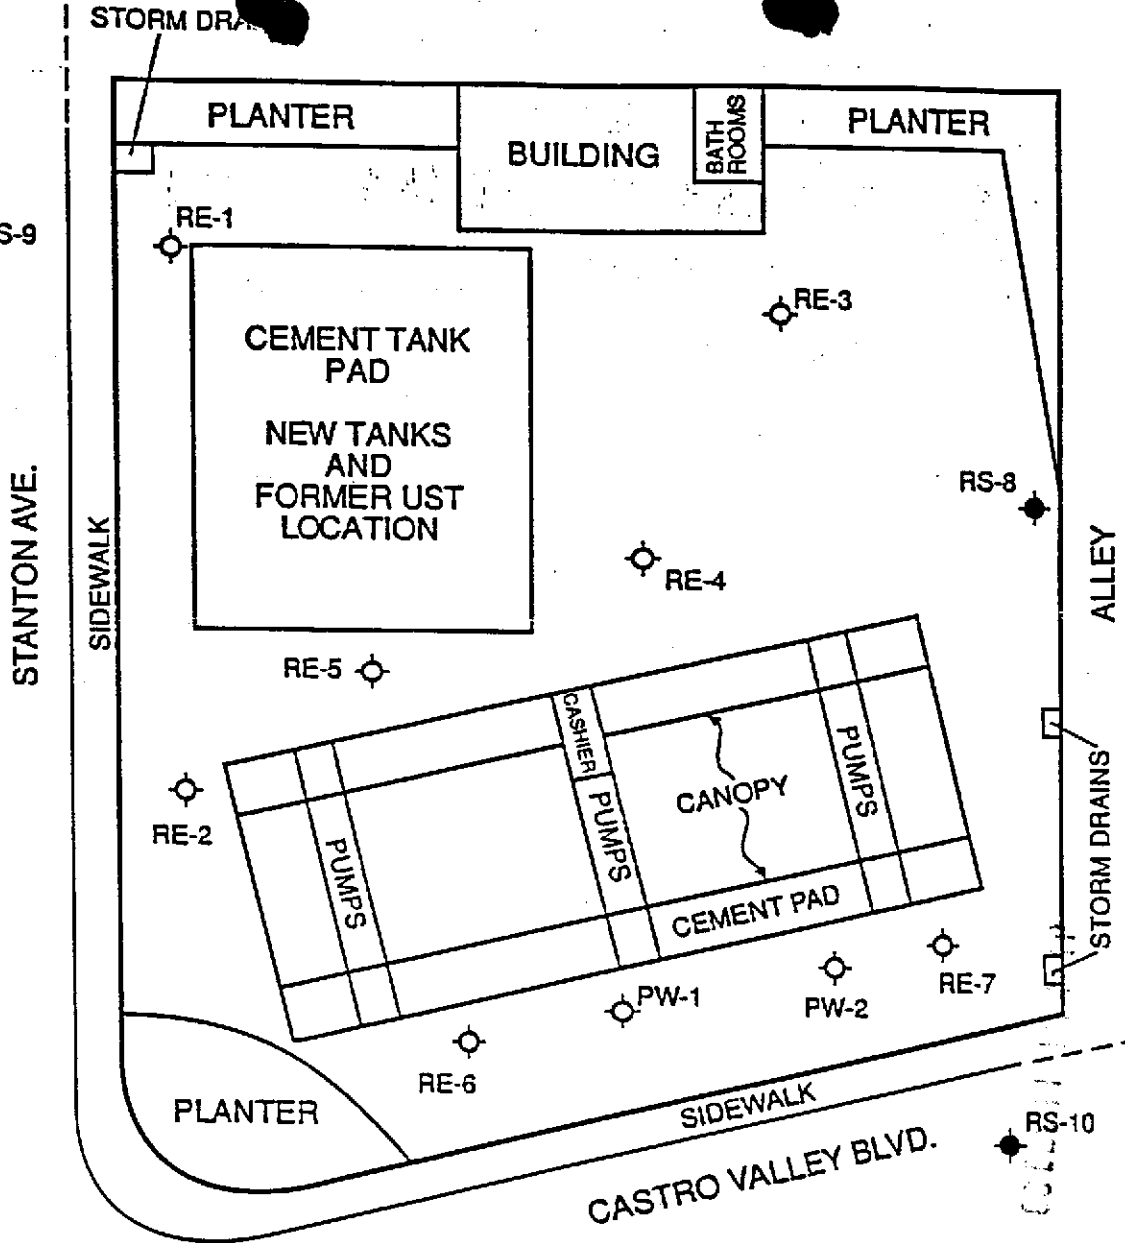 STORM
PLANTER
BUILDING
BATH
ROOMS
PLANTER
S-9
RE-1
RE-3
CEMENT TANK
PAD
NEW TANKS
AND
FORMER UST
LOCATION
STANTON AVE.
SIDEWALK
RS-8
ALLEY
RE-4
RE-5
CASHIER
PUMPS
CANOPY
PUMPS
STORM DRAINS
RE-2
PUMPS
CEMENT PAD
RE-7
PW-1
PW-2
RE-6
PLANTER
SIDEWALK
RS-10
CASTRO VALLEY BLVD.